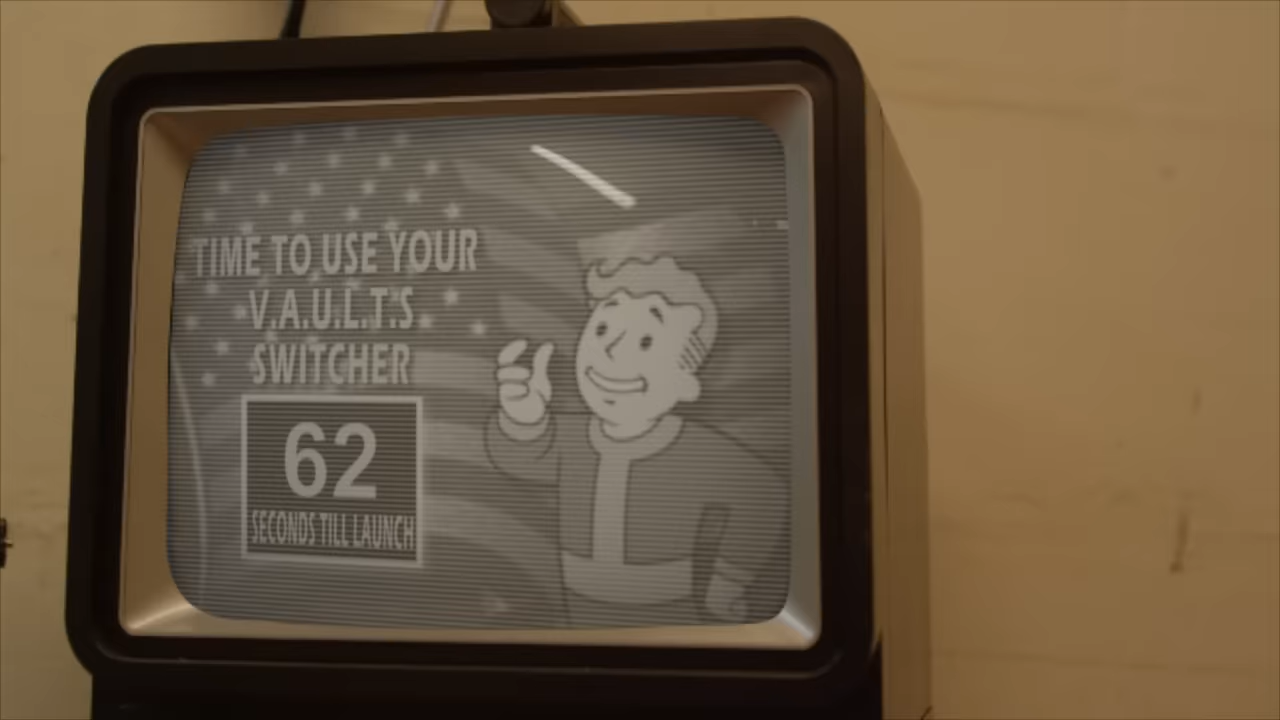 TIME TO USE YOUR
V.A.U.L.T.S
SWITCHER
62
SECONDS TILL LAUNCH